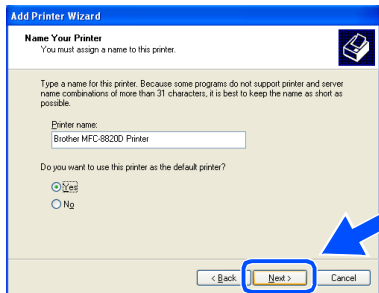 Add Printer Wizard
Name Your Printer
You must assign a name to this printer.
Type a name for this printer. Because some programs do not support printer and server
name combinations of more than 31 characters, it is best to keep the name as short as
possible.
Printer name:
Brother MFC-8820D Printer
Do you want to use this printer as the default printer?
Yes
No
< Back
Next >
Cancel